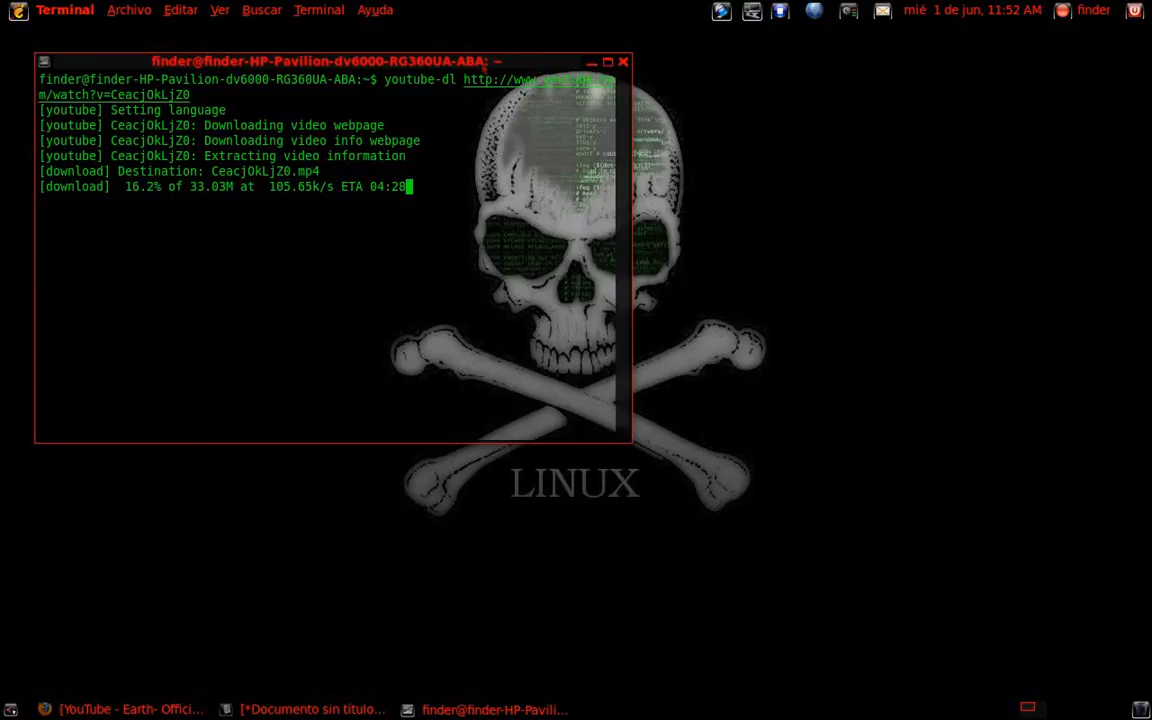 Terminal Archivo Editar Ver Buscar Terminal Ayuda mié 1 de jun, 11:52 AM finder
finder@finder-HP-Pavilion-dv6000-RG360UA-ABA: ~
finder@finder-HP-Pavilion-dv6000-RG360UA-ABA:~$ youtube-dl http://www.
m/watch?v=CeacjOkLjZ0
[youtube] Setting language
[youtube] CeacjOkLjZ0: Downloading video webpage
[youtube] CeacjOkLjZ0: Downloading video info webpage
[youtube] CeacjOkLjZ0: Extracting video information
[download] Destination: CeacjOkLjZ0.mp4
[download] 16.2% of 33.03M at 105.65k/s ETA 04:28
LINUX
[YouTube - Earth- Offici... [*Documento sin título... finder@finder-HP-Pavili...